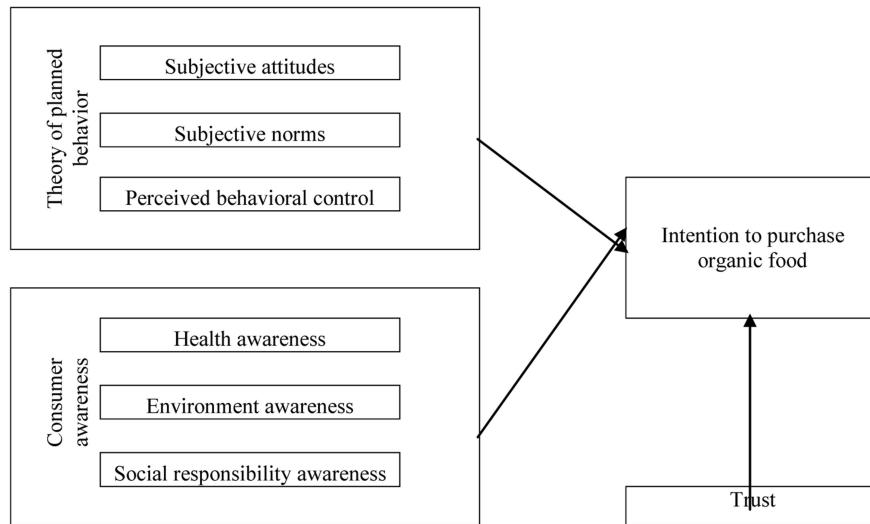 Theory of planned
behavior
Subjective attitudes
Subjective norms
Perceived behavioral control
Consumer
awareness
Health awareness
Environment awareness
Social responsibility awareness
Intention to purchase
organic food
Trust